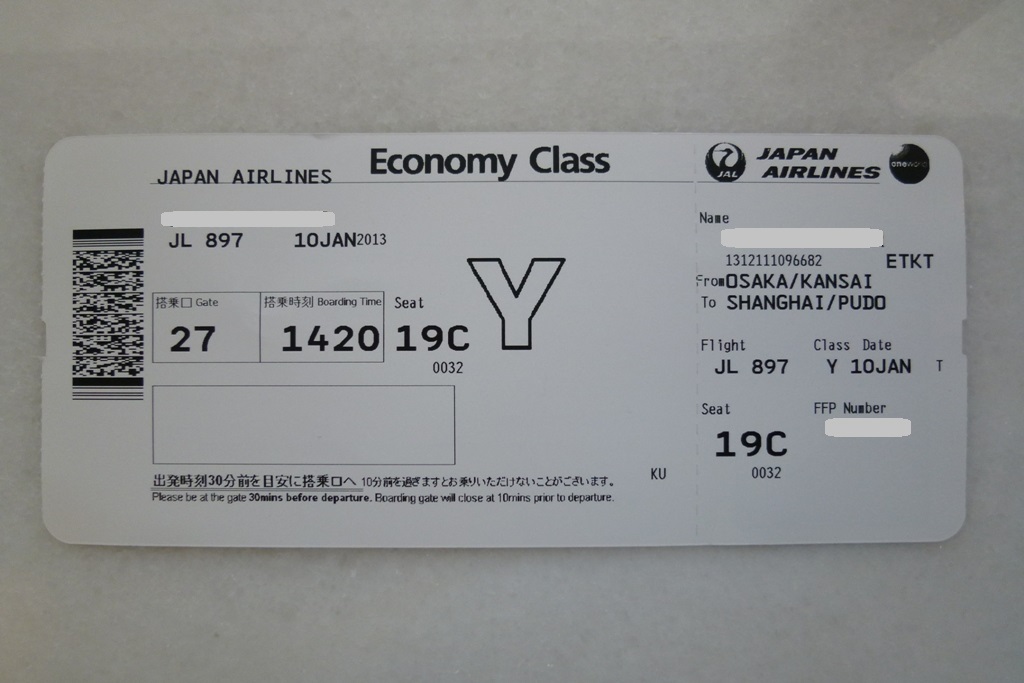 JAPAN AIRLINES
Economy Class
JAL
JAPAN
AIRLINES
oneworld
JL 897 10JAN2013
搭乗口 Gate
27
搭乗時刻 Boarding Time
1420
Seat
19C
0032
Y
出発時刻30分前を目安に搭乗口へ 10分前を過ぎますとお乗りいただけないことがございます。
Please be at the gate 30mins before departure. Boarding gate will close at 10mins prior to departure.
KU
Name
1312111096682 ETKT
From OSAKA/KANSAI
To SHANGHAI/PUDO
Flight Class Date
JL 897 Y 10JAN T
Seat FFP Number
19C
0032